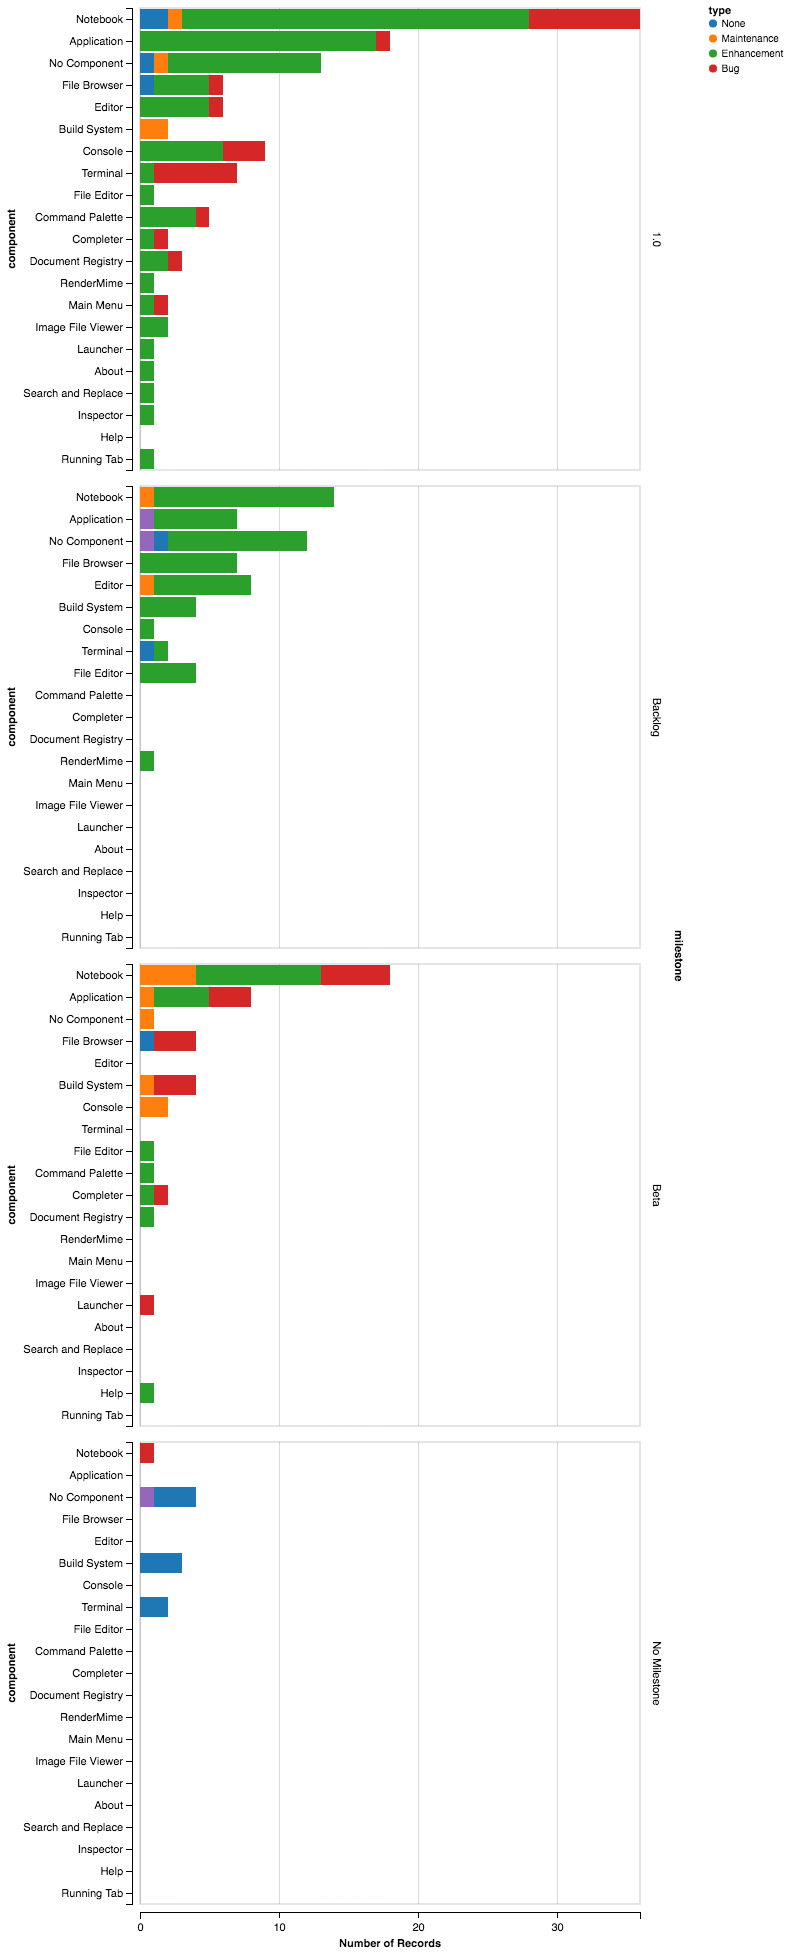 type
None
Maintenance
Enhancement
Bug
component
Notebook
Application
No Component
File Browser
Editor
Build System
Console
Terminal
File Editor
Command Palette
Completer
Document Registry
RenderMime
Main Menu
Image File Viewer
Launcher
About
Search and Replace
Inspector
Help
Running Tab
1.0
component
Notebook
Application
No Component
File Browser
Editor
Build System
Console
Terminal
File Editor
Command Palette
Completer
Document Registry
RenderMime
Main Menu
Image File Viewer
Launcher
About
Search and Replace
Inspector
Help
Running Tab
Backlog
milestone
component
Notebook
Application
No Component
File Browser
Editor
Build System
Console
Terminal
File Editor
Command Palette
Completer
Document Registry
RenderMime
Main Menu
Image File Viewer
Launcher
About
Search and Replace
Inspector
Help
Running Tab
Beta
component
Notebook
Application
No Component
File Browser
Editor
Build System
Console
Terminal
File Editor
Command Palette
Completer
Document Registry
RenderMime
Main Menu
Image File Viewer
Launcher
About
Search and Replace
Inspector
Help
Running Tab
No Milestone
0 10 20 30
Number of Records